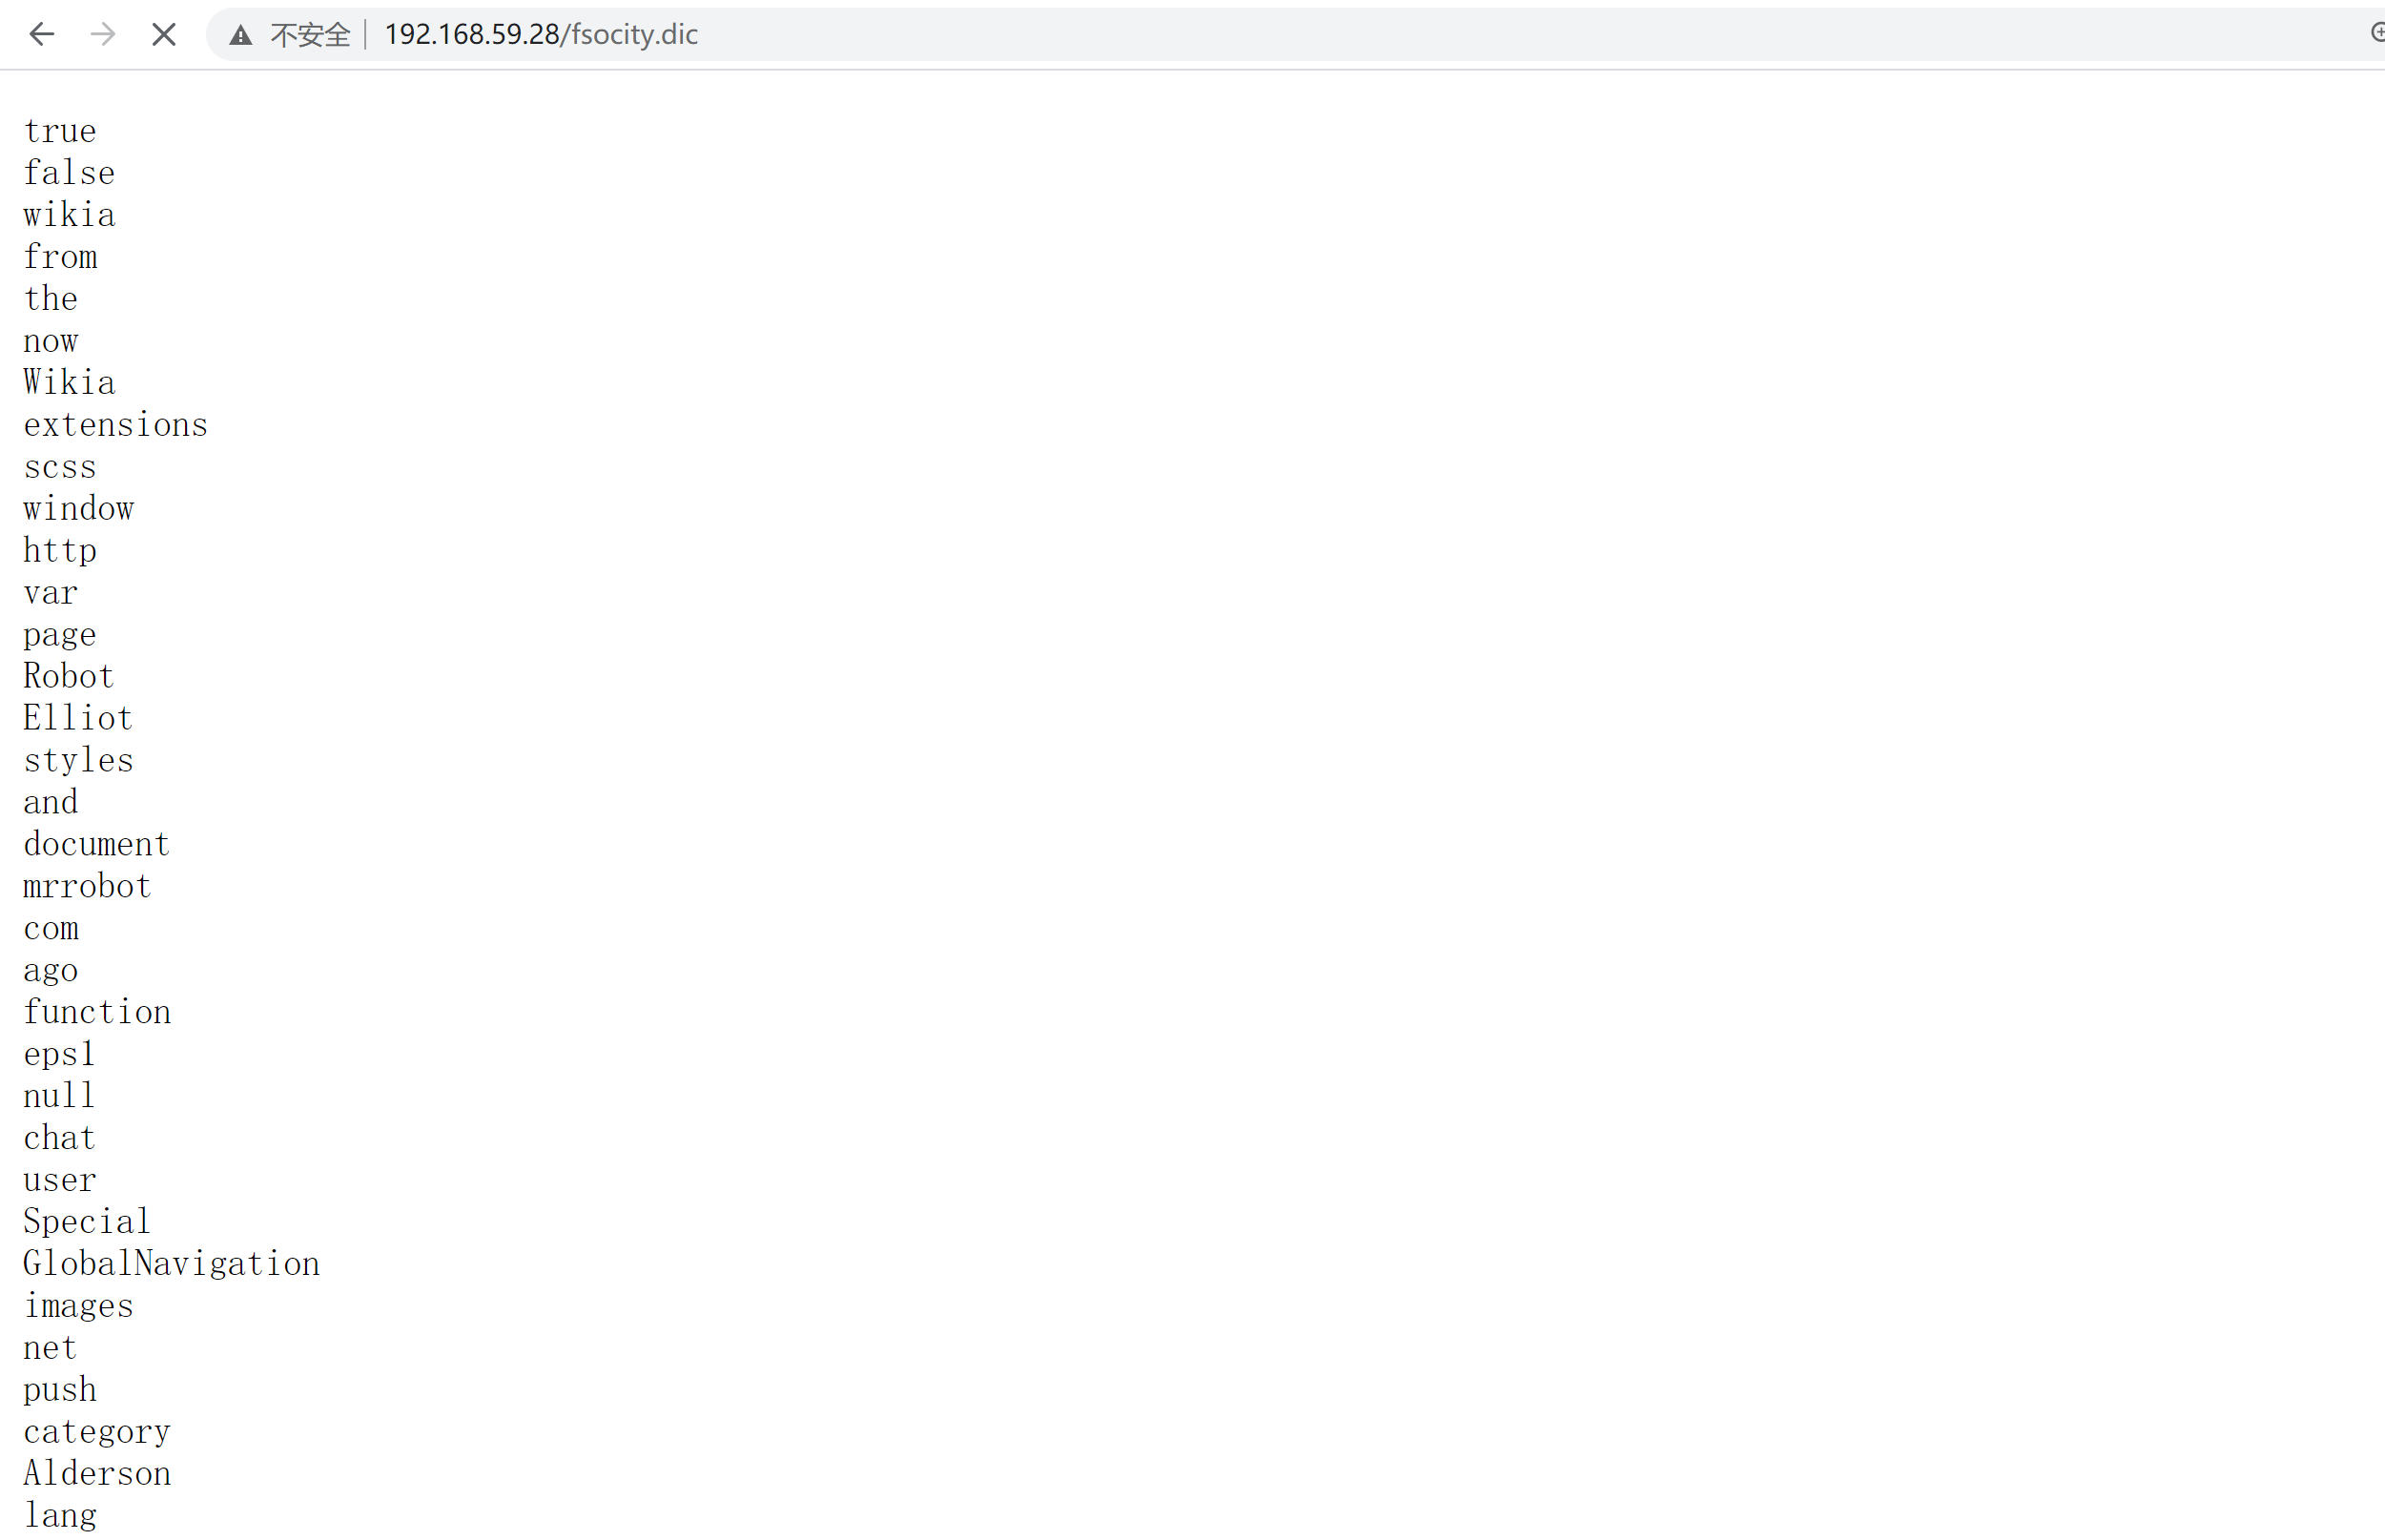 不安全 192.168.59.28/fsocity.dic
true
false
wikia
from
the
now
Wikia
extensions
scss
window
http
var
page
Robot
Elliot
styles
and
document
mrrobot
com
ago
function
eps1
null
chat
user
Special
GlobalNavigation
images
net
push
category
Alderson
lang